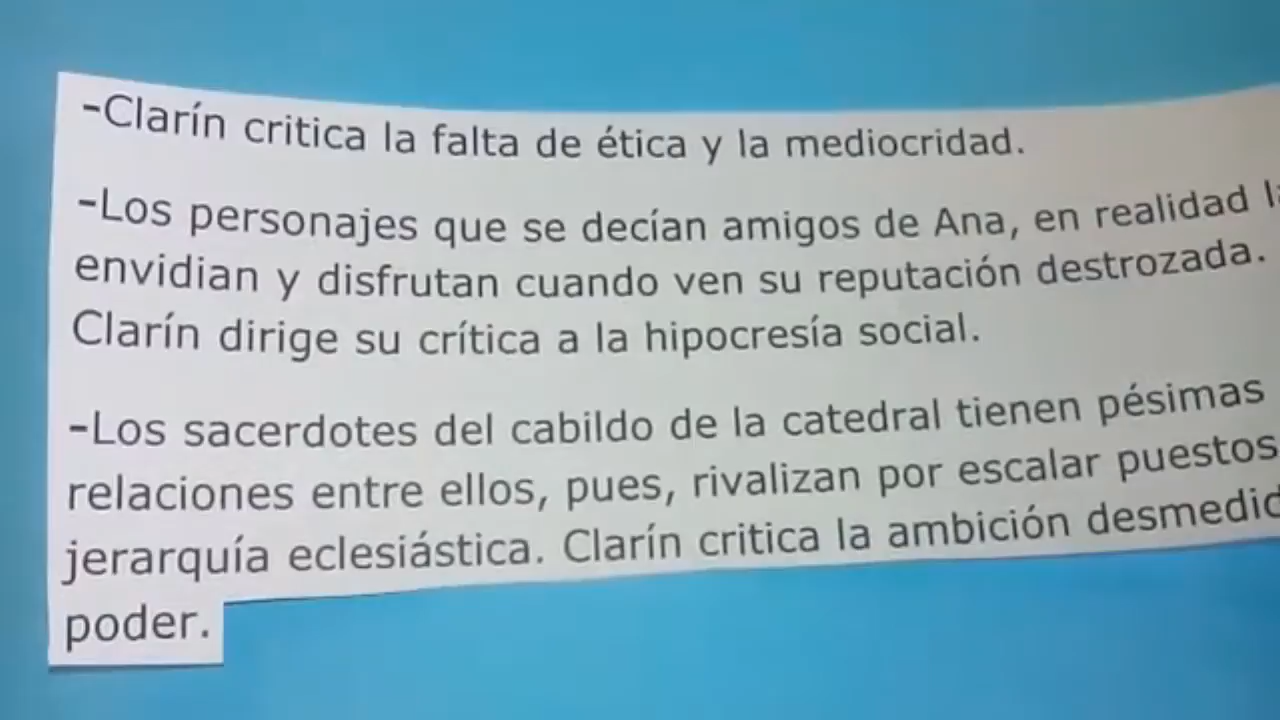 -Clarín critica la falta de ética y la mediocridad.
-Los personajes que se decían amigos de Ana, en realidad
envidian y disfrutan cuando ven su reputación destrozada.
Clarín dirige su crítica a la hipocresía social.
-Los sacerdotes del cabildo de la catedral tienen pésimas
relaciones entre ellos, pues, rivalizan por escalar puestos
jerarquía eclesiástica. Clarín critica la ambición
poder.